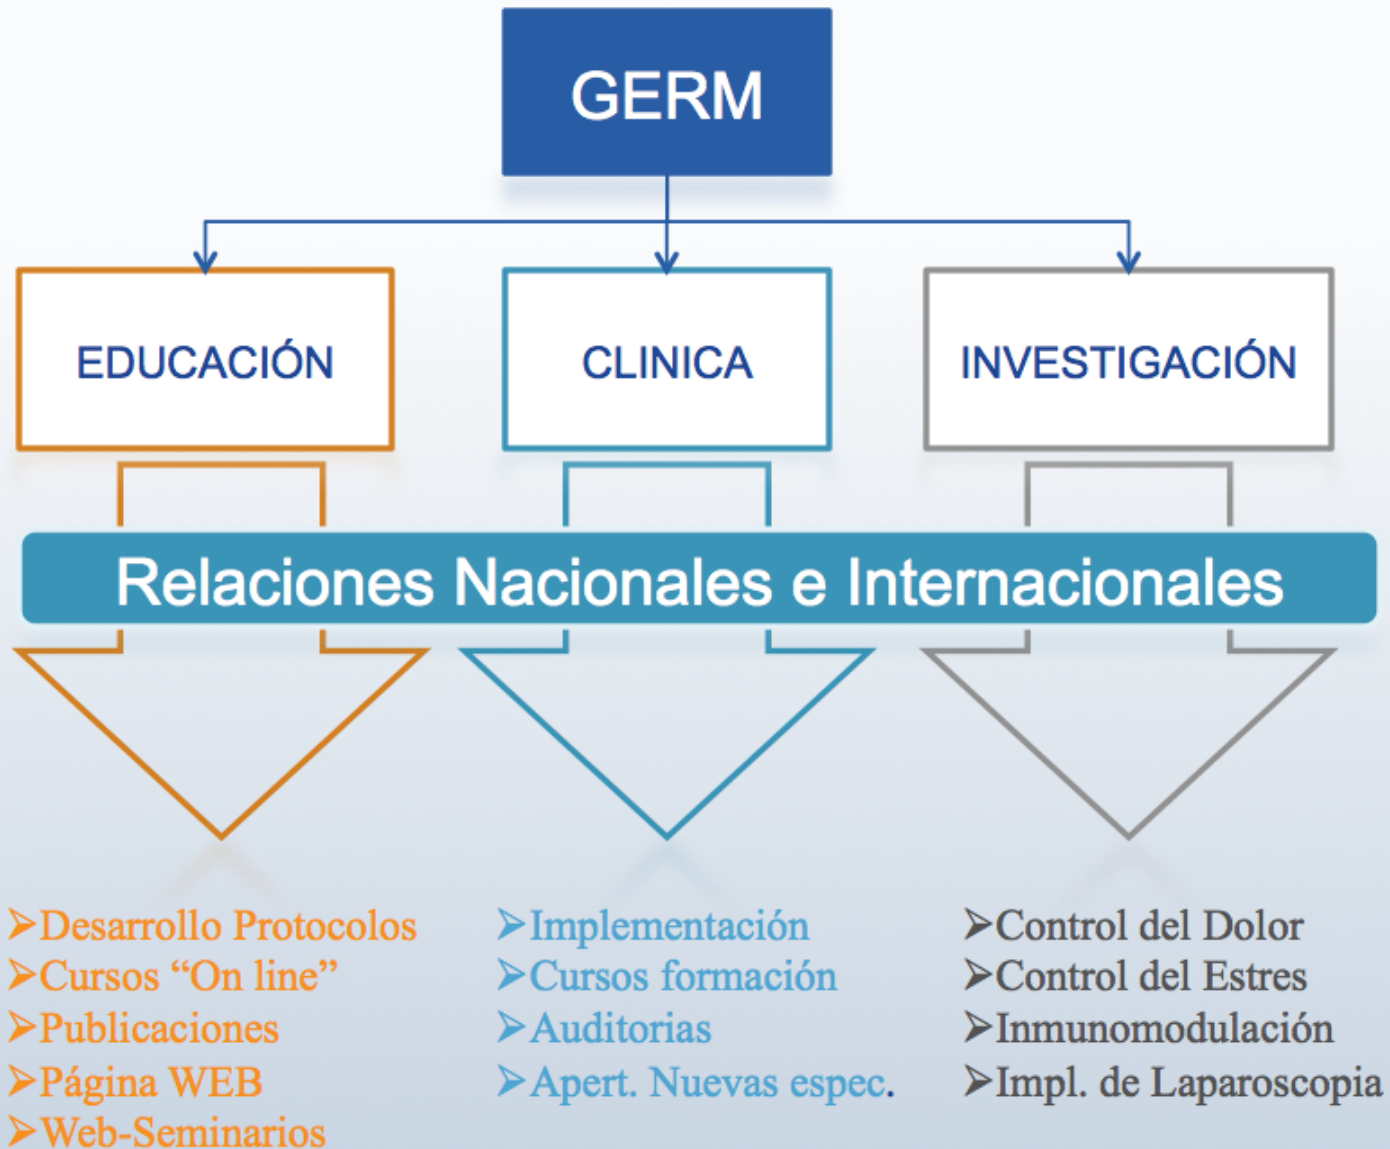 GERM
EDUCACIÓN
CLINICA
INVESTIGACIÓN
Relaciones Nacionales e Internacionales
➢Desarrollo Protocolos
➢Cursos “On line”
➢Publicaciones
➢Página WEB
➢Web-Seminarios
➢Implementación
➢Cursos formación
➢Auditorias
➢Apert. Nuevas espec.
➢Control del Dolor
➢Control del Estres
➢Inmunomodulación
➢Impl. de Laparoscopia